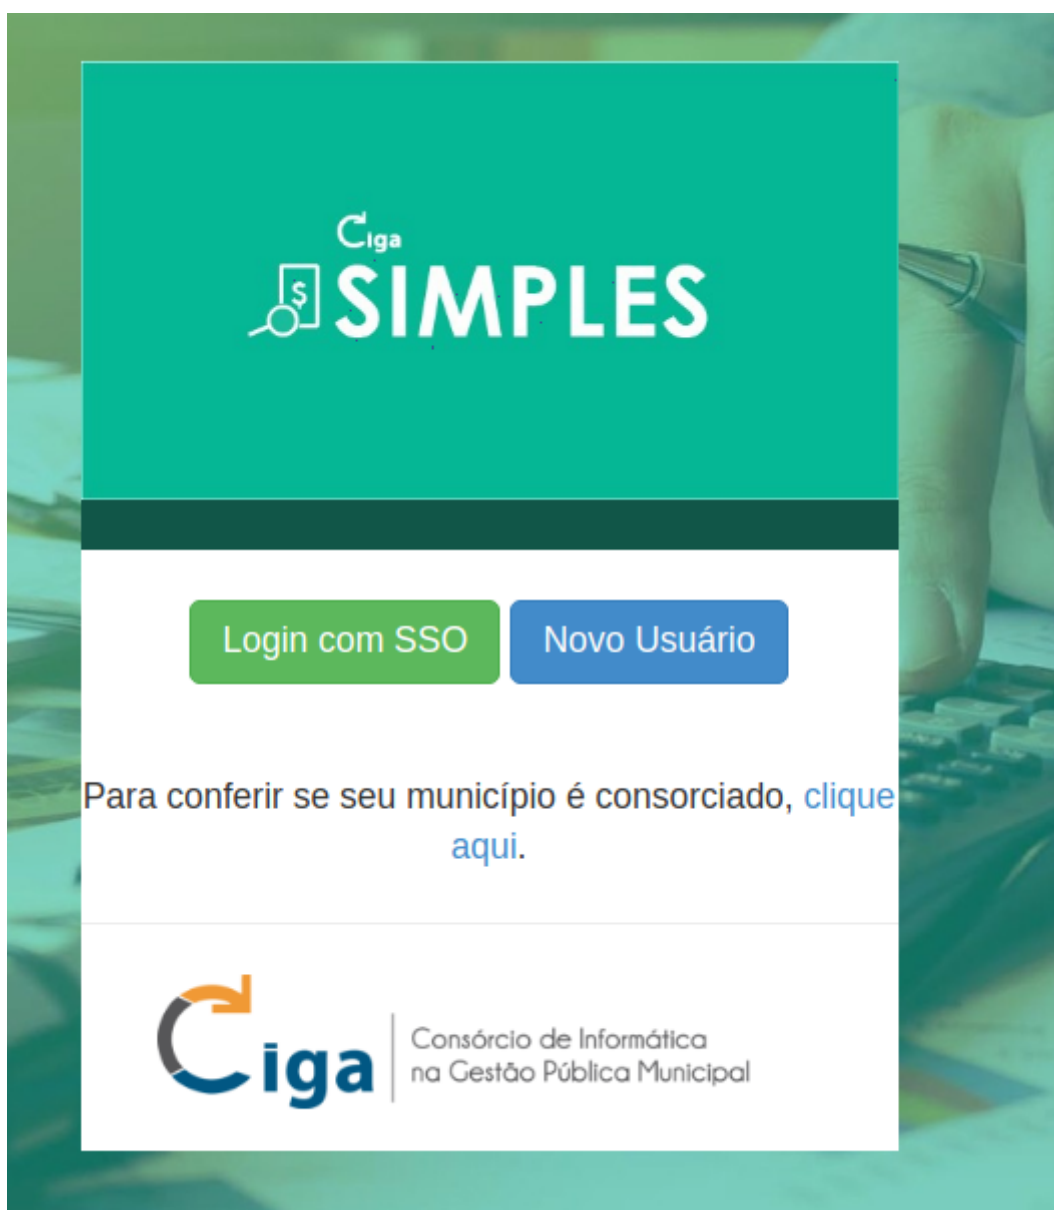 Ciga
SIMPLES
Login com SSO
Novo Usuário
Para conferir se seu município é consorciado, clique
aqui.
Ciga
Consórcio de Informática
na Gestão Pública Municipal